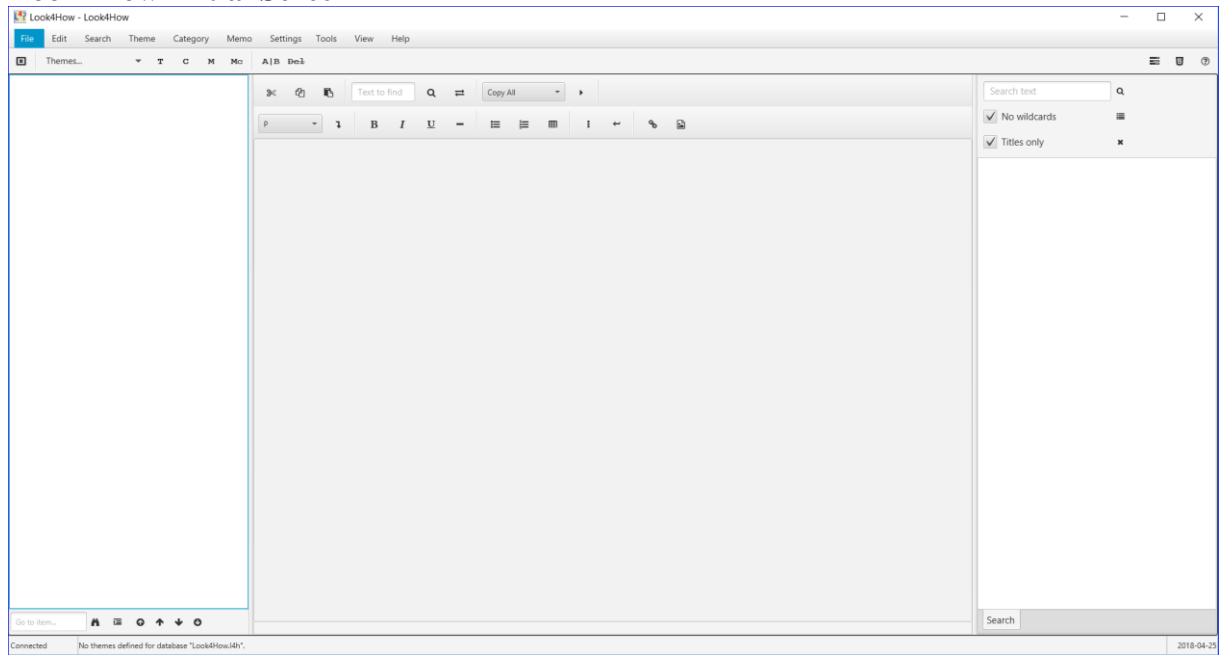 Look4How - Look4How
File Edit Search Theme Category Memo Settings Tools View Help
Themes... T C M A|B Del
Text to find Copy All
Search text
P B I U
No wildcards
Titles only
Go to item...
Search
Connected No themes defined for database "Look4How.l4h". 2018-04-25